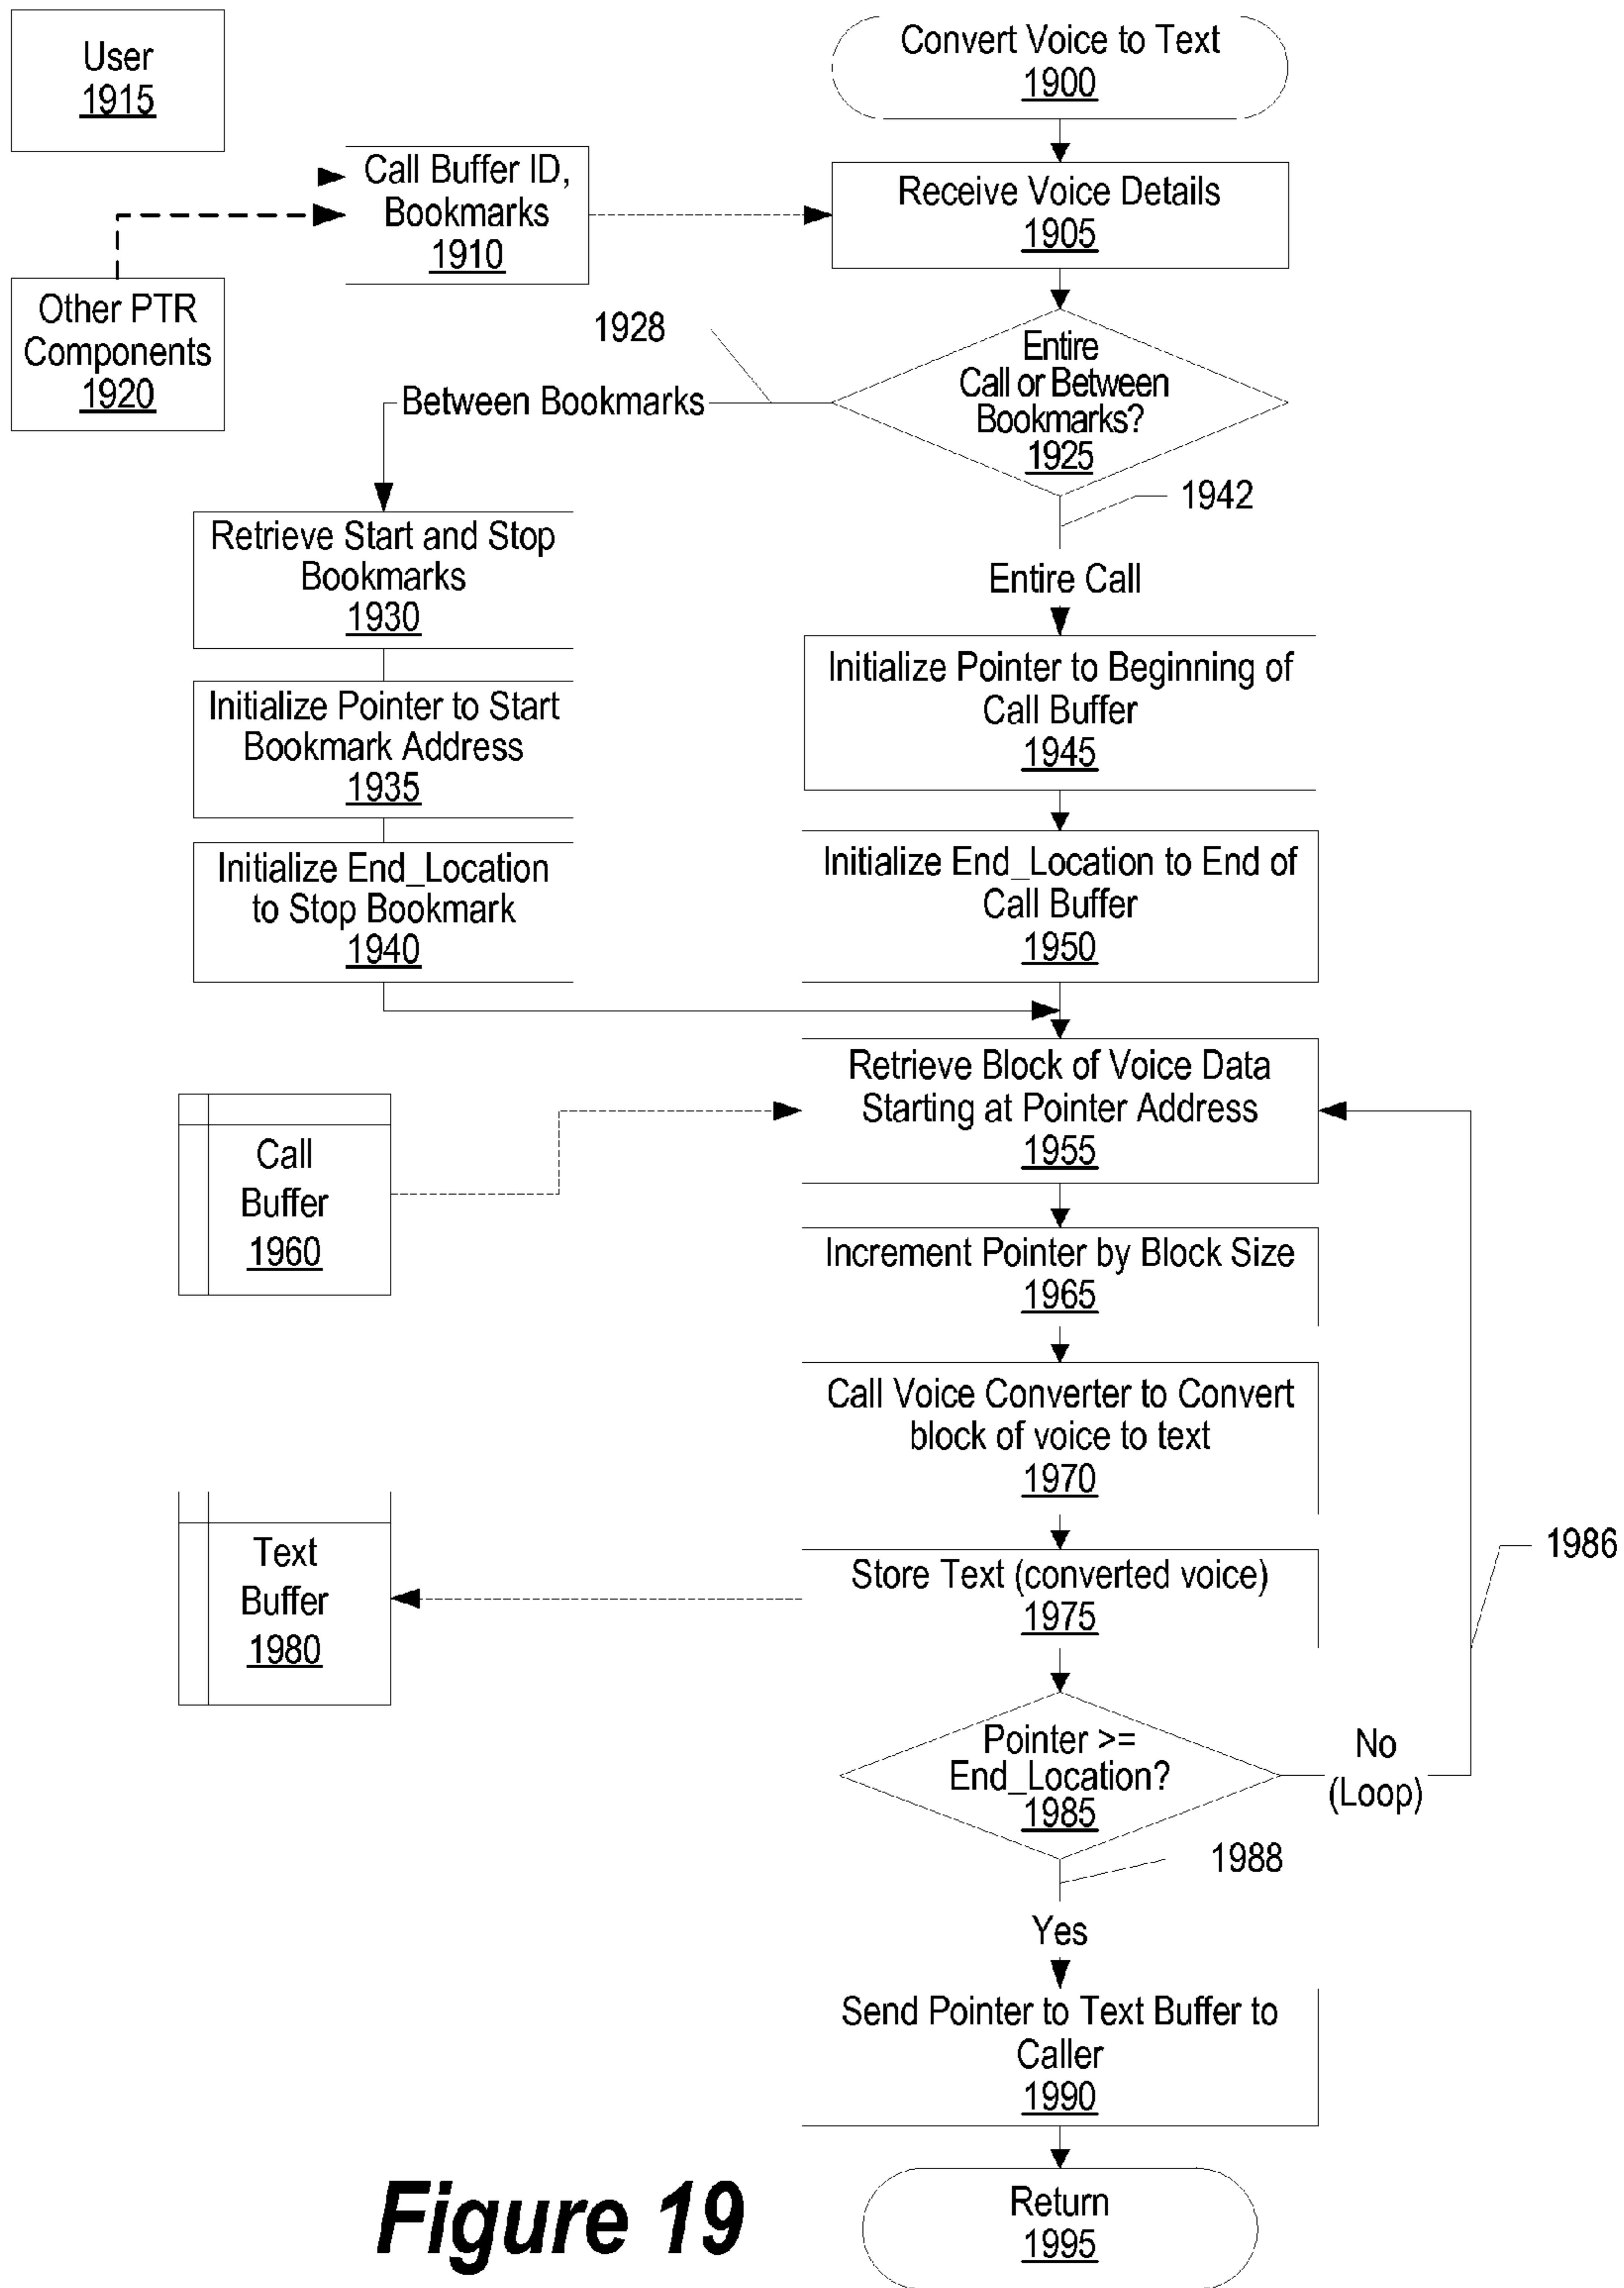 User
1915
Convert Voice to Text
1900
Call Buffer ID,
Bookmarks
1910
Receive Voice Details
1905
Other PTR
Components
1920
1928
Entire
Call or Between
Bookmarks?
1925
Between Bookmarks
1942
Retrieve Start and Stop
Bookmarks
1930
Entire Call
Initialize Pointer to Start
Bookmark Address
1935
Initialize Pointer to Beginning of
Call Buffer
1945
Initialize End_Location
to Stop Bookmark
1940
Initialize End_Location to End of
Call Buffer
1950
Retrieve Block of Voice Data
Starting at Pointer Address
1955
Call
Buffer
1960
Increment Pointer by Block Size
1965
Call Voice Converter to Convert
block of voice to text
1970
Text
Buffer
1980
Store Text (converted voice)
1975
1986
Pointer >=
End_Location?
1985
No
(Loop)
1988
Yes
Send Pointer to Text Buffer to
Caller
1990
Return
1995
Figure 19